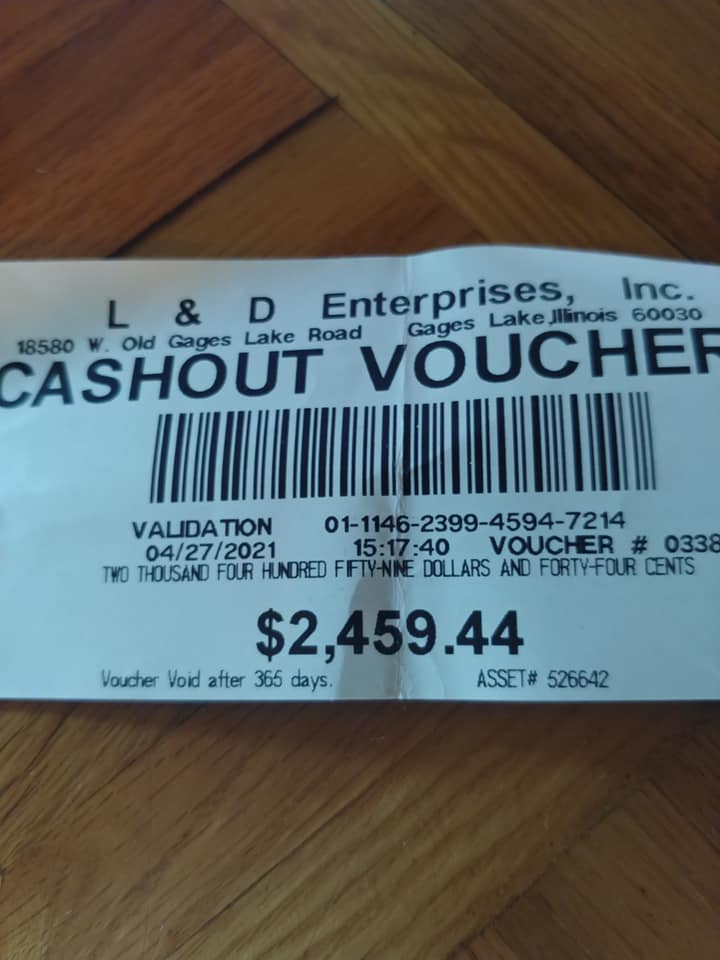 L & D Enterprises, Inc.
18580 W. Old Gages Lake Road Gages Lake,Illinois 60030
CASHOUT VOUCHER
VALIDATION 01-1146-2399-4594-7214
04/27/2021 15:17:40 VOUCHER # 0338
TWO THOUSAND FOUR HUNDRED FIFTY-NINE DOLLARS AND FORTY-FOUR CENTS
$2,459.44
Voucher Void after 365 days. ASSET# 526642